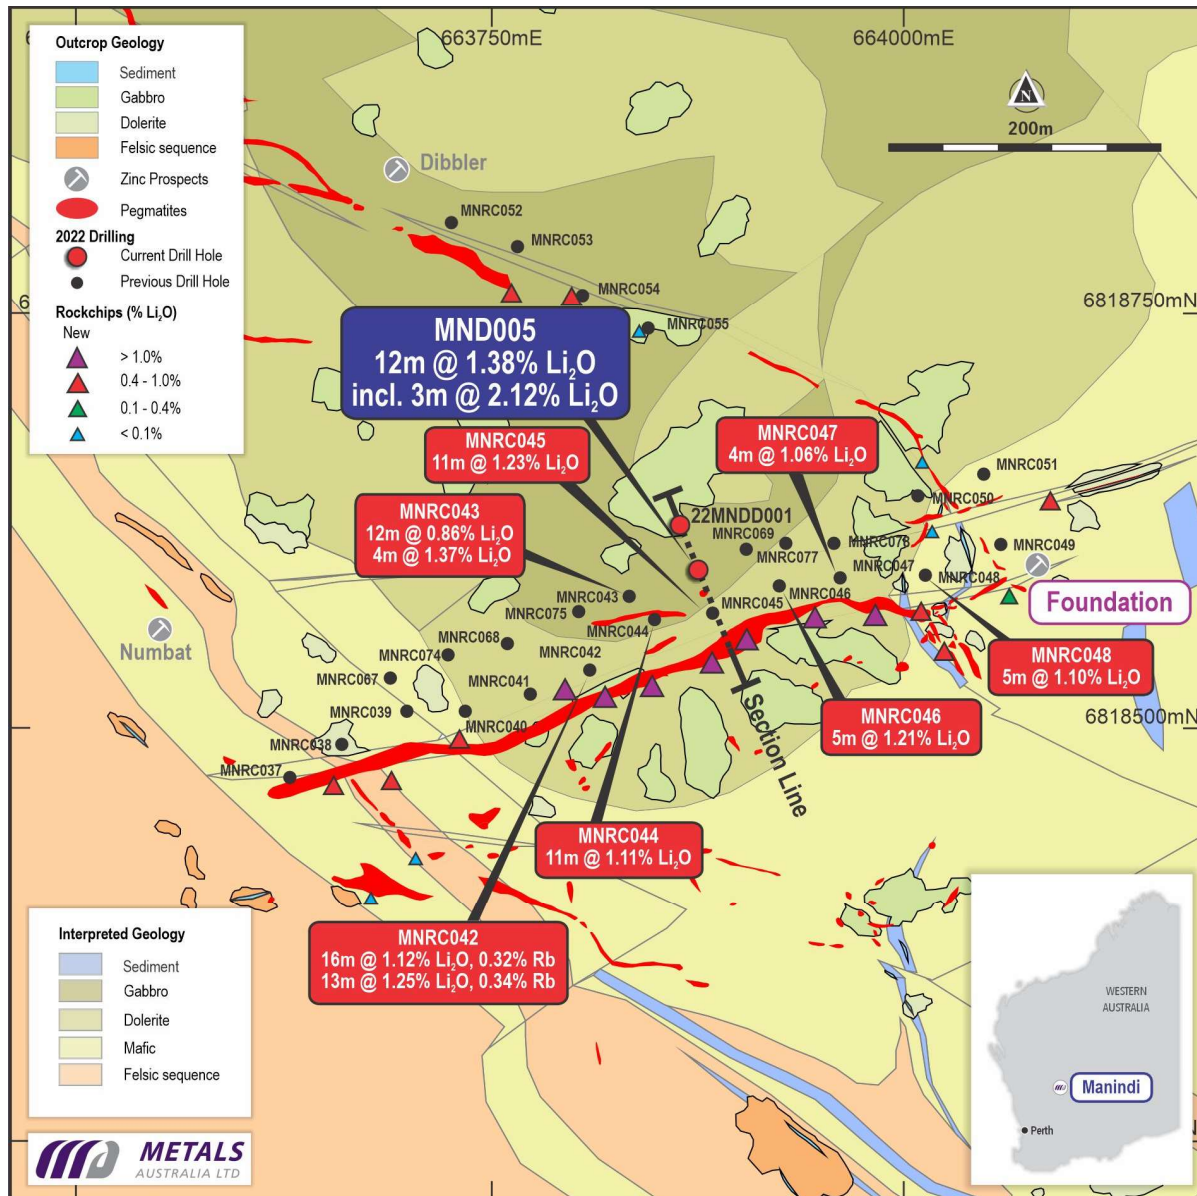 Outcrop Geology
Sediment
Gabbro
Dolerite
Felsic sequence
Zinc Prospects
Pegmatites
2022 Drilling
Current Drill Hole
Previous Drill Hole
Rockchips (% Li₂O)
New
> 1.0%
0.4 - 1.0%
0.1 - 0.4%
< 0.1%
663750mE
664000mE
N
200m
Dibbler
MNRC052
MNRC053
MNRC054
6818750mN
MNRC055
MND005
12m @ 1.38% Li₂O
incl. 3m @ 2.12% Li₂O
MNRC045
11m @ 1.23% Li₂O
MNRC047
4m @ 1.06% Li₂O
MNRC051
MNRC050
MNRC043
12m @ 0.86% Li₂O
4m @ 1.37% Li₂O
22MNDD001
MNRC069
MNRC077
MNRC078
MNRC049
MNRC047
MNRC048
MNRC046
MNRC045
MNRC043
MNRC075
MNRC044
Foundation
Numbat
MNRC068
MNRC074
MNRC042
MNRC067
MNRC041
MNRC039
MNRC040
MNRC038
MNRC037
MNRC048
5m @ 1.10% Li₂O
MNRC046
5m @ 1.21% Li₂O
6818500mN
Section Line
MNRC044
11m @ 1.11% Li₂O
MNRC042
16m @ 1.12% Li₂O, 0.32% Rb
13m @ 1.25% Li₂O, 0.34% Rb
Interpreted Geology
Sediment
Gabbro
Dolerite
Mafic
Felsic sequence
WESTERN
AUSTRALIA
Manindi
Perth
METALS
AUSTRALIA LTD